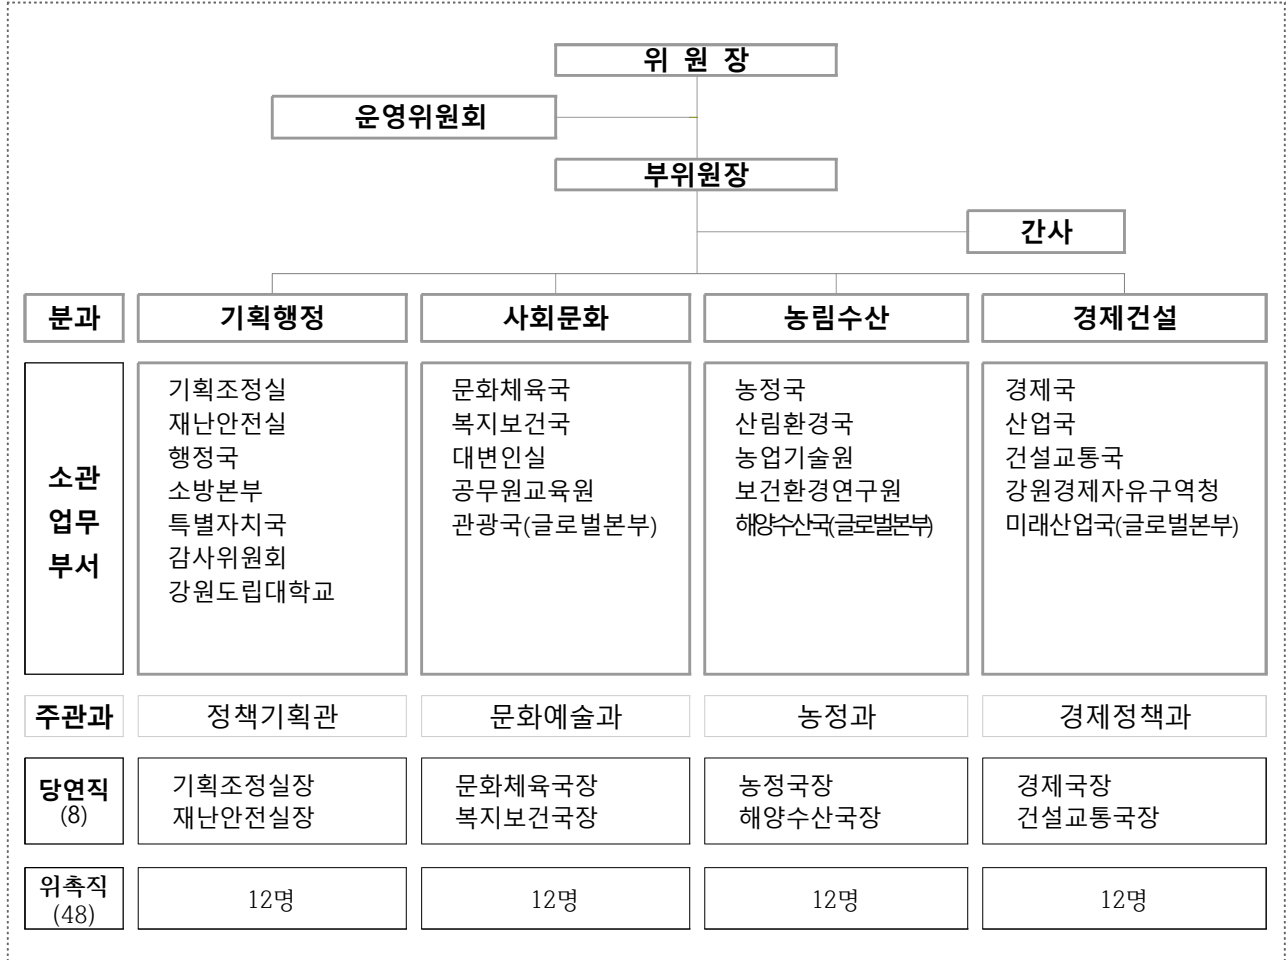 위 원 장
운영위원회
부위원장
간사
분과
기획행정
사회문화
농림수산
경제건설
소관
업무
부서
기획조정실
재난안전실
행정국
소방본부
특별자치국
감사위원회
강원도립대학교
문화체육국
복지보건국
대변인실
공무원교육원
관광국(글로벌본부)
농정국
산림환경국
농업기술원
보건환경연구원
해양수산국(글로벌본부)
경제국
산업국
건설교통국
강원경제자유구역청
미래산업국(글로벌본부)
주관과
정책기획관
문화예술과
농정과
경제정책과
당연직
(8)
기획조정실장
재난안전실장
문화체육국장
복지보건국장
농정국장
해양수산국장
경제국장
건설교통국장
위촉직
(48)
12명
12명
12명
12명